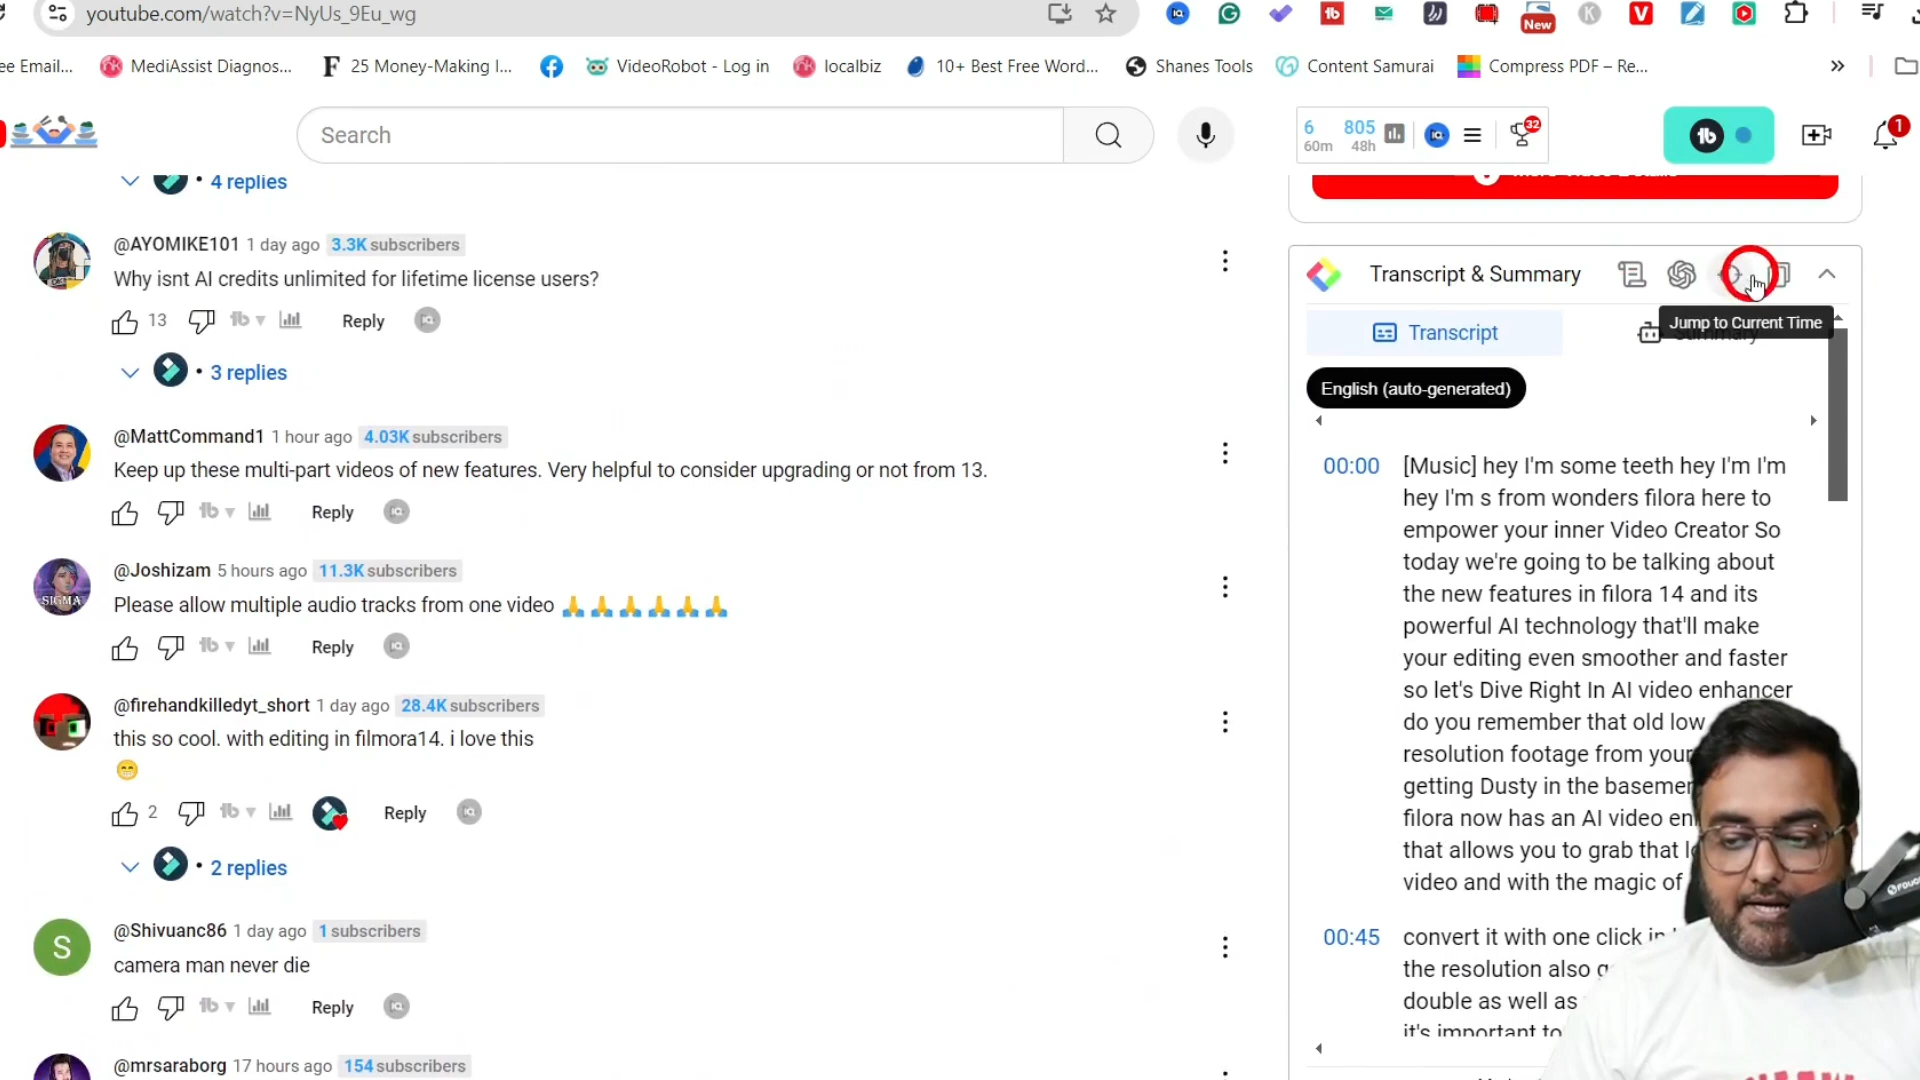 youtube.com/watch?v=NyUs_9Eu_wg
New
ee Email...
MediAssist Diagnos...
25 Money-Making I...
VideoRobot - Log in
localbiz
10+ Best Free Word...
Shanes Tools
Content Samurai
Compress PDF – Re...
Search
6 60m
805 48h
32
1
4 replies
@AYOMIKE101 1 day ago 3.3K subscribers
Why isnt AI credits unlimited for lifetime license users?
13 Reply
3 replies
@MattCommand1 1 hour ago 4.03K subscribers
Keep up these multi-part videos of new features. Very helpful to consider upgrading or not from 13.
Reply
@Joshizam 5 hours ago 11.3K subscribers
Please allow multiple audio tracks from one video 🙏🙏🙏🙏🙏🙏
Reply
SIGMA
@firehandkilledyt_short 1 day ago 28.4K subscribers
this so cool. with editing in filmora14. i love this
😁
2 Reply
2 replies
S
@Shivuanc86 1 day ago 1 subscribers
camera man never die
Reply
@mrsaraborg 17 hours ago 154 subscribers
Transcript & Summary
Jump to Current Time
Transcript
English (auto-generated)
00:00 [Music] hey I'm some teeth hey I'm I'm
hey I'm s from wonders filora here to
empower your inner Video Creator So
today we're going to be talking about
the new features in filora 14 and its
powerful AI technology that'll make
your editing even smoother and faster
so let's Dive Right In AI video enhancer
do you remember that old low
resolution footage from your
getting Dusty in the basemen
filora now has an AI video en
that allows you to grab that l
video and with the magic of
00:45 convert it with one click in
the resolution also g
double as well as
it's important to